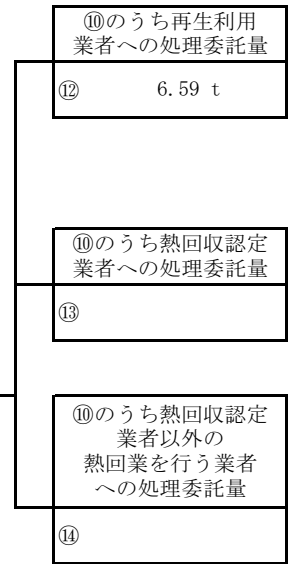 ⑩のうち再生利用
業者への処理委託量
⑫ 6.59 t
⑩のうち熱回収認定
業者への処理委託量
⑬
⑩のうち熱回収認定
業者以外の
熱回業を行う業者
への処理委託量
⑭